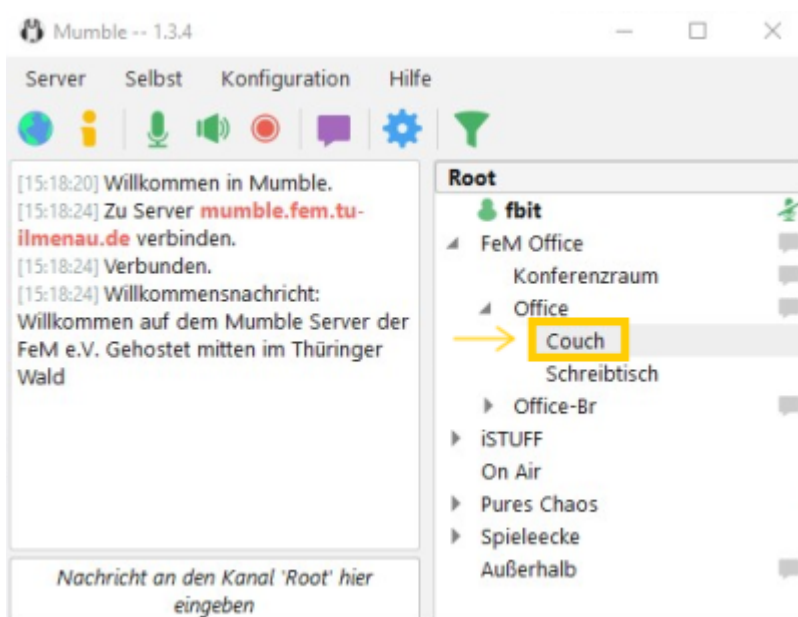 Mumble -- 1.3.4
Server Selbst Konfiguration Hilfe
[15:18:20] Willkommen in Mumble.
[15:18:24] Zu Server mumble.fem.tu-
ilmenau.de verbinden.
[15:18:24] Verbunden.
[15:18:24] Willkommensnachricht:
Willkommen auf dem Mumble Server der
FeM e.V. Gehostet mitten im Thüringer
Wald
Nachricht an den Kanal 'Root' hier
eingeben
Root
fbit
FeM Office
Konferenzraum
Office
Couch
Schreibtisch
Office-Br
iSTUFF
On Air
Pures Chaos
Spieleecke
Außerhalb